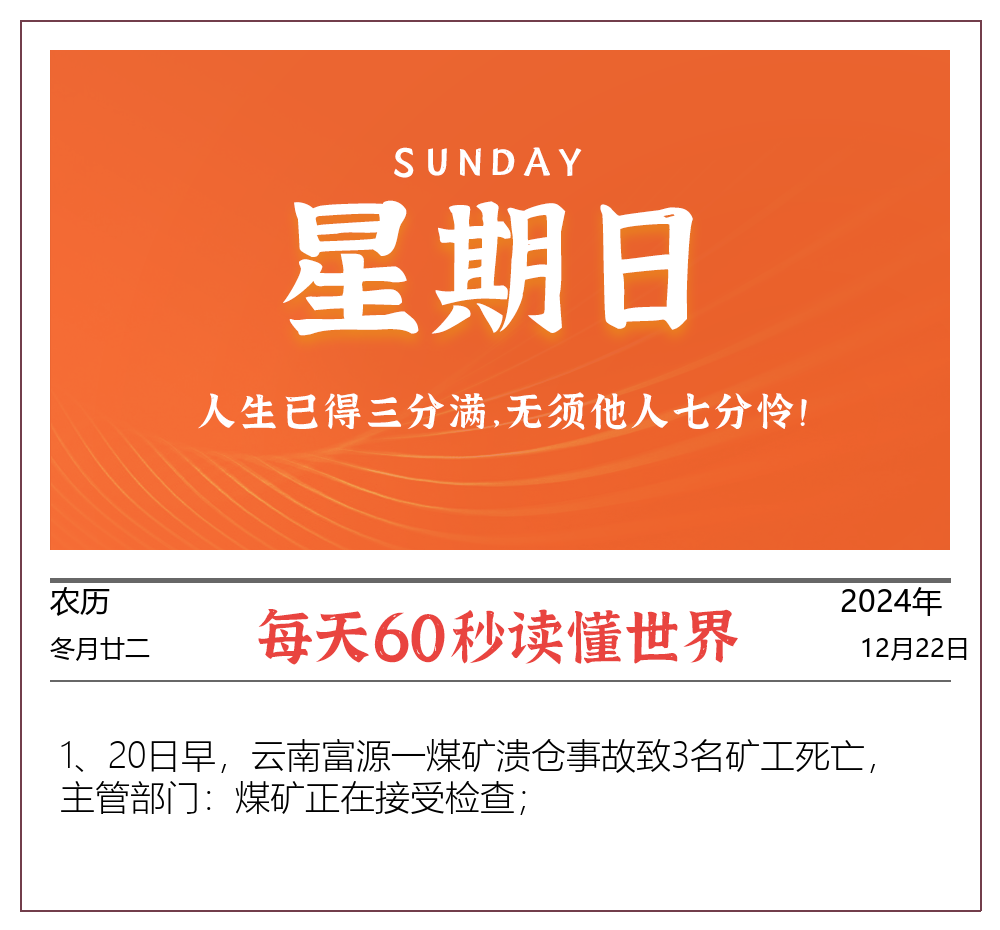 SUNDAY
星期日
人生已得三分满,无须他人七分怜!
农历
2024年
每天60秒读懂世界
冬月廿二
12月22日
1、20日早，云南富源一煤矿溃仓事故致3名矿工死亡，
主管部门：煤矿正在接受检查；